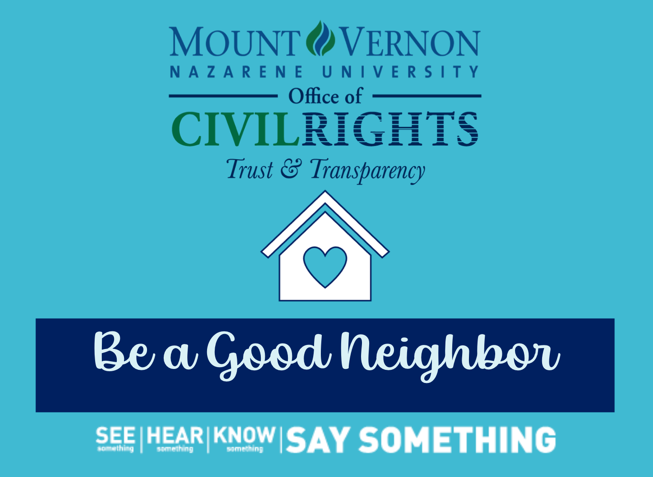 MOUNT VERNON
NAZARENE UNIVERSITY
Office of
CIVILRIGHTS
Trust & Transparency
Be a Good Neighbor
SEE something | HEAR something | KNOW something | SAY SOMETHING